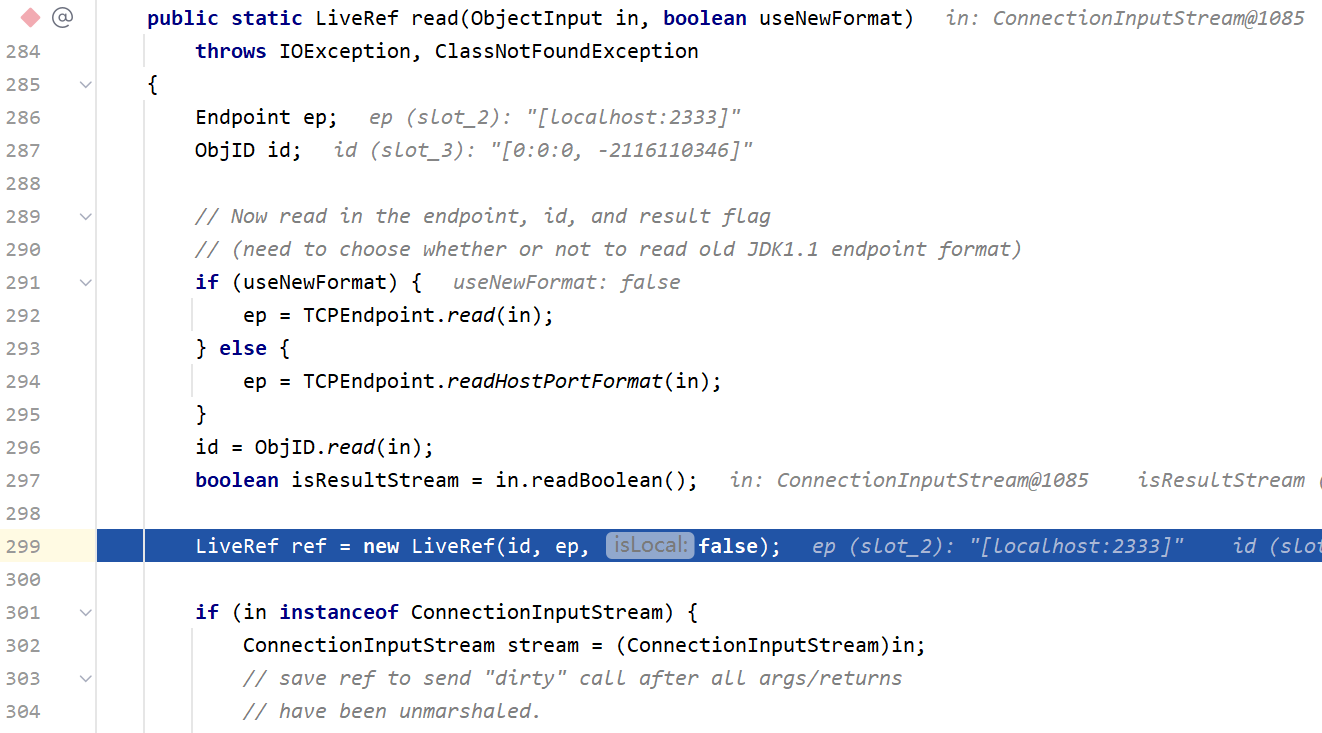 @ public static LiveRef read(ObjectInput in, boolean useNewFormat) in: ConnectionInputStream@1085
284 throws IOException, ClassNotFoundException
285 {
286 Endpoint ep; ep (slot_2): "[localhost:2333]"
287 ObjID id; id (slot_3): "[0:0:0, -2116110346]"
288
289 // Now read in the endpoint, id, and result flag
290 // (need to choose whether or not to read old JDK1.1 endpoint format)
291 if (useNewFormat) { useNewFormat: false
292 ep = TCPEndpoint.read(in);
293 } else {
294 ep = TCPEndpoint.readHostPortFormat(in);
295 }
296 id = ObjID.read(in);
297 boolean isResultStream = in.readBoolean(); in: ConnectionInputStream@1085 isResultStream (
298
299 LiveRef ref = new LiveRef(id, ep, isLocal: false); ep (slot_2): "[localhost:2333]" id (slot
300
301 if (in instanceof ConnectionInputStream) {
302 ConnectionInputStream stream = (ConnectionInputStream)in;
303 // save ref to send "dirty" call after all args/returns
304 // have been unmarshaled.